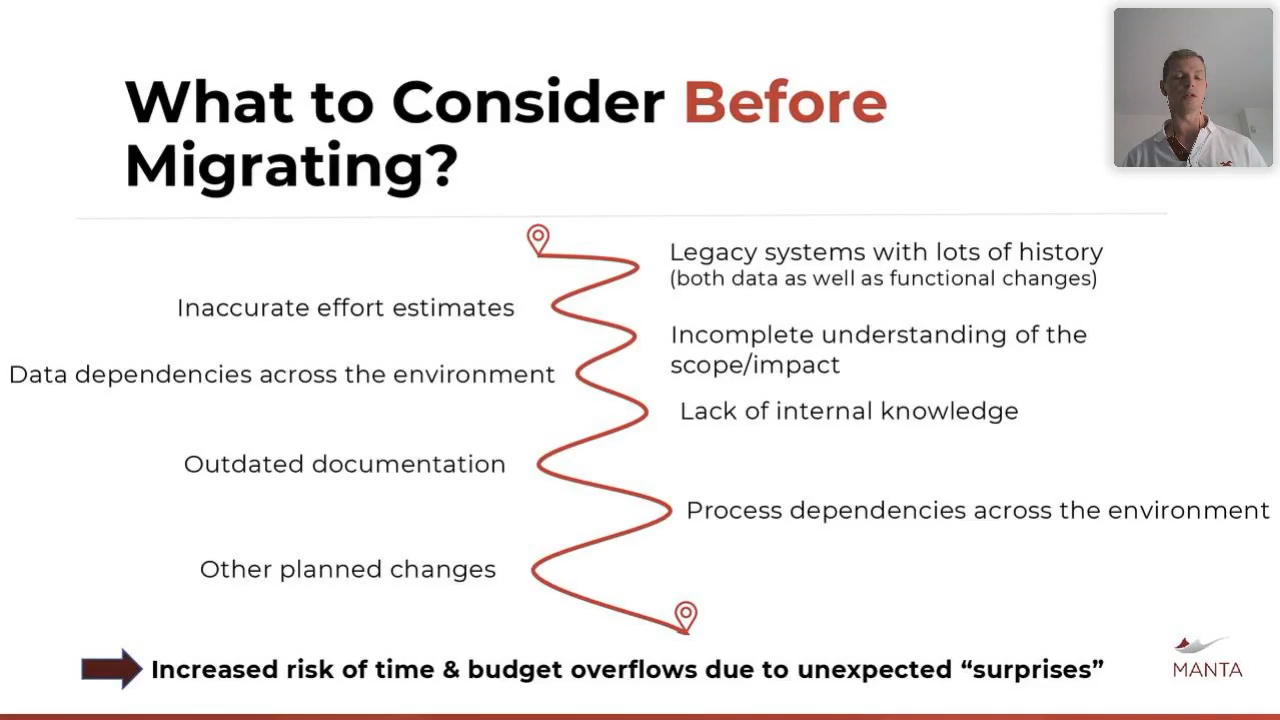 What to Consider Before
Migrating?
Legacy systems with lots of history
(both data as well as functional changes)
Inaccurate effort estimates
Incomplete understanding of the
scope/impact
Data dependencies across the environment
Lack of internal knowledge
Outdated documentation
Process dependencies across the environment
Other planned changes
Increased risk of time & budget overflows due to unexpected “surprises”
MANTA